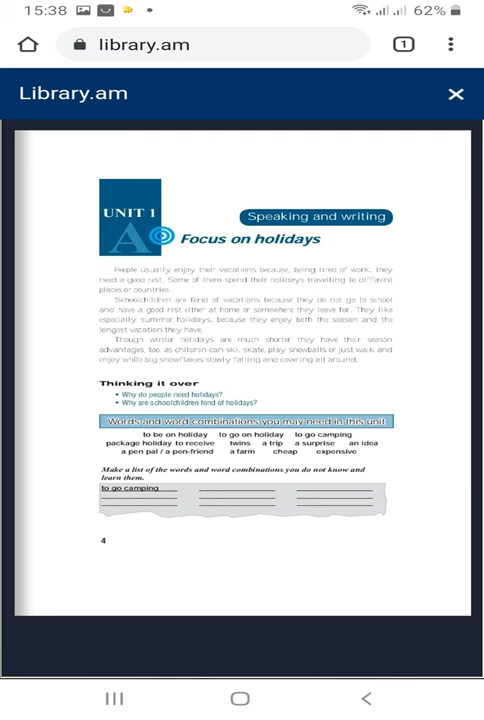 15:38 62%
library.am 1
Library.am ×
UNIT 1
A
Speaking and writing
Focus on holidays
People usually enjoy their vacations because, being tired of work, they
need a good rest. Some of them spend their holidays travelling to different
places or countries.
Schoolchildren are fond of vacations because they do not go to school
and have a good rest either at home or somewhere they leave for. They like
especially summer holidays, because they enjoy both the season and the
longest vacation they have.
Though winter holidays are much shorter they have their season
advantages, too, as children can ski, skate, play snowballs or just walk and
enjoy white big snowflakes slowly falling and covering all around.
Thinking it over
• Why do people need holidays?
• Why are schoolchildren fond of holidays?
Words and word combinations you may need in this unit
to be on holiday to go on holiday to go camping
package holiday to receive twins a trip a surprise an idea
a pen pal / a pen-friend a farm cheap expensive
Make a list of the words and word combinations you do not know and
learn them.
to go camping
4